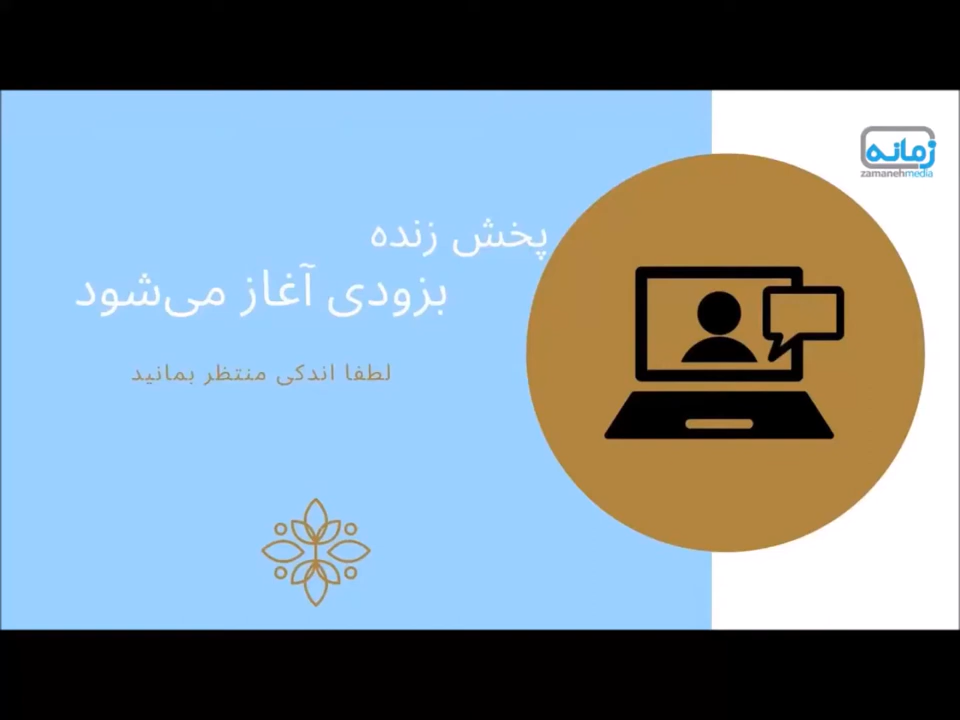 زمانه
zamanehmedia
پخش زنده
بزودی آغاز می‌شود
لطفا اندکی منتظر بمانید